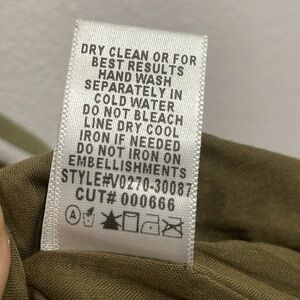 DRY CLEAN OR FOR
BEST RESULTS
HAND WASH
SEPARATELY IN
COLD WATER
DO NOT BLEACH
LINE DRY COOL
IRON IF NEEDED
DO NOT IRON ON
EMBELLISHMENTS
STYLE#V0270-30087
CUT# 000666
A